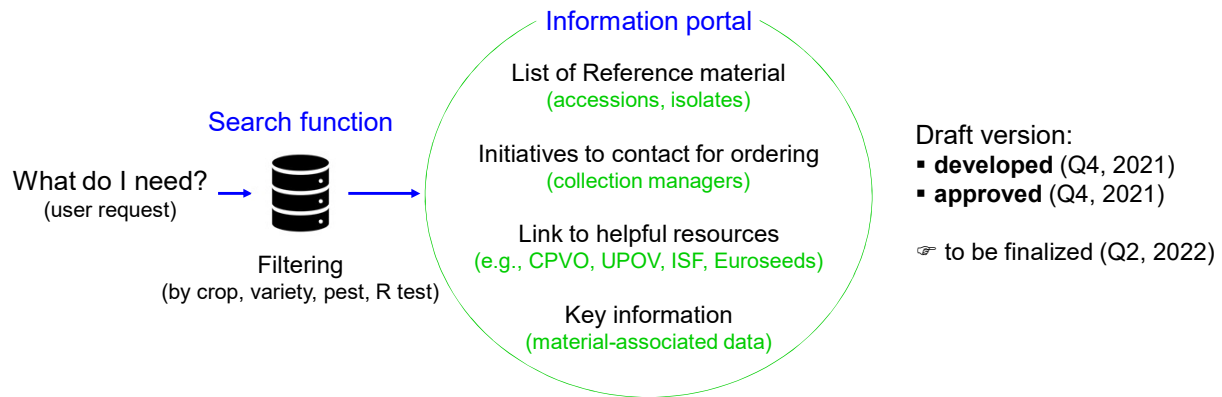 What do I need?
(user request)
Search function
Filtering
(by crop, variety, pest, R test)
Information portal
List of Reference material
(accessions, isolates)
Initiatives to contact for ordering
(collection managers)
Link to helpful resources
(e.g., CPVO, UPOV, ISF, Euroseeds)
Key information
(material-associated data)
Draft version:
▪ developed (Q4, 2021)
▪ approved (Q4, 2021)
☞ to be finalized (Q2, 2022)